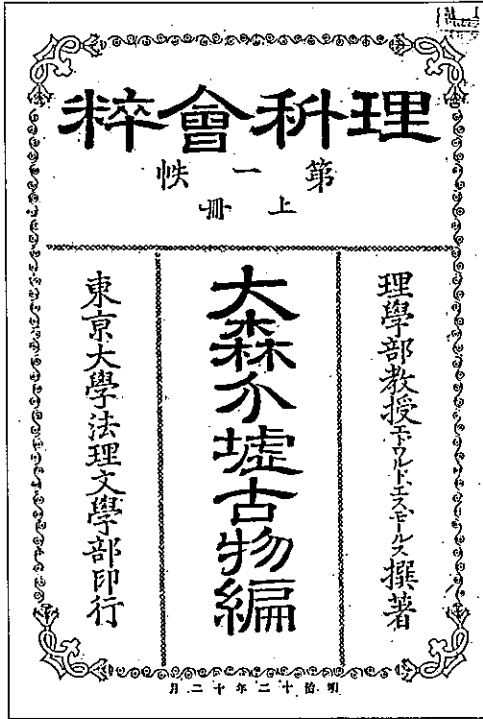 理科會粹
第一帙
上冊
理學部教授エドワルド、エス、モールス撰著
大森介墟古物編
東京大學法理文學部印行
明治十二年十二月